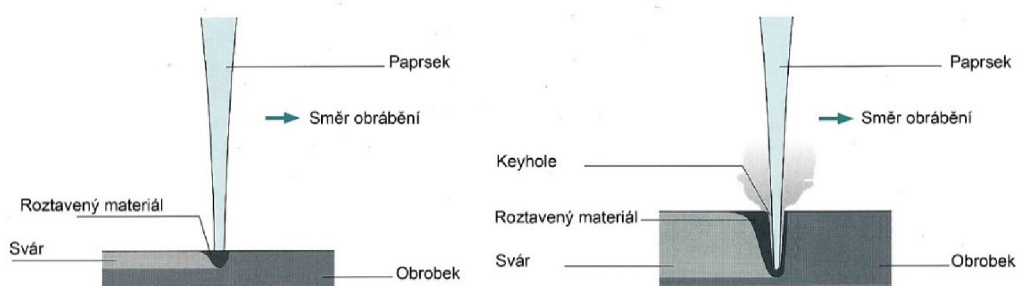 Paprsek
Směr obrábění
Roztavený materiál
Svár
Obrobek
Paprsek
Směr obrábění
Keyhole
Roztavený materiál
Svár
Obrobek